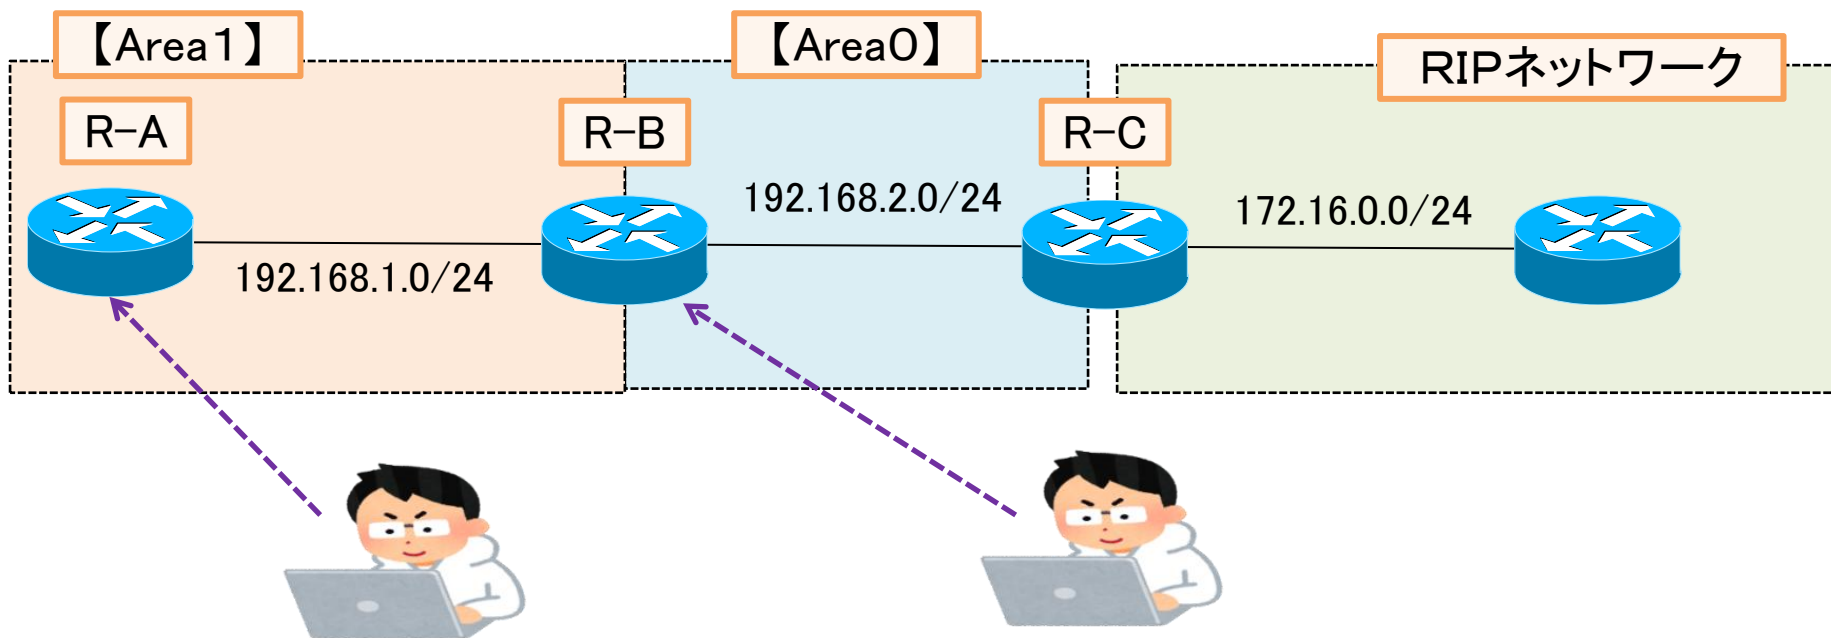 【Area1】
【Area0】
RIPネットワーク
R-A
R-B
R-C
192.168.1.0/24
192.168.2.0/24
172.16.0.0/24